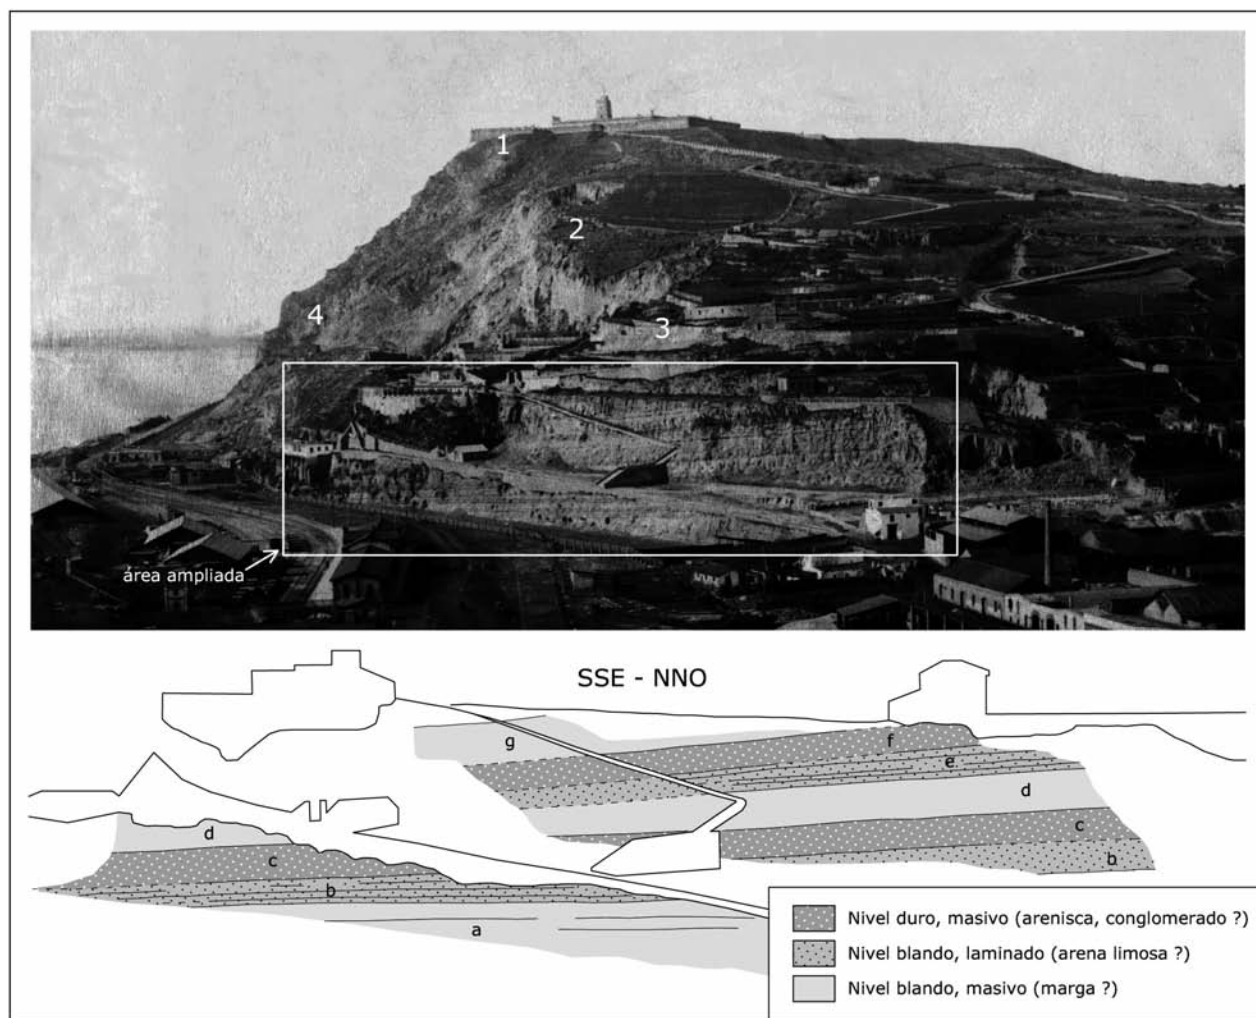 1
2
3
4
área ampliada
SSE - NNO
g
f
e
d
c
b
d
c
b
a
Nivel duro, masivo (arenisca, conglomerado ?)
Nivel blando, laminado (arena limosa ?)
Nivel blando, masivo (marga ?)